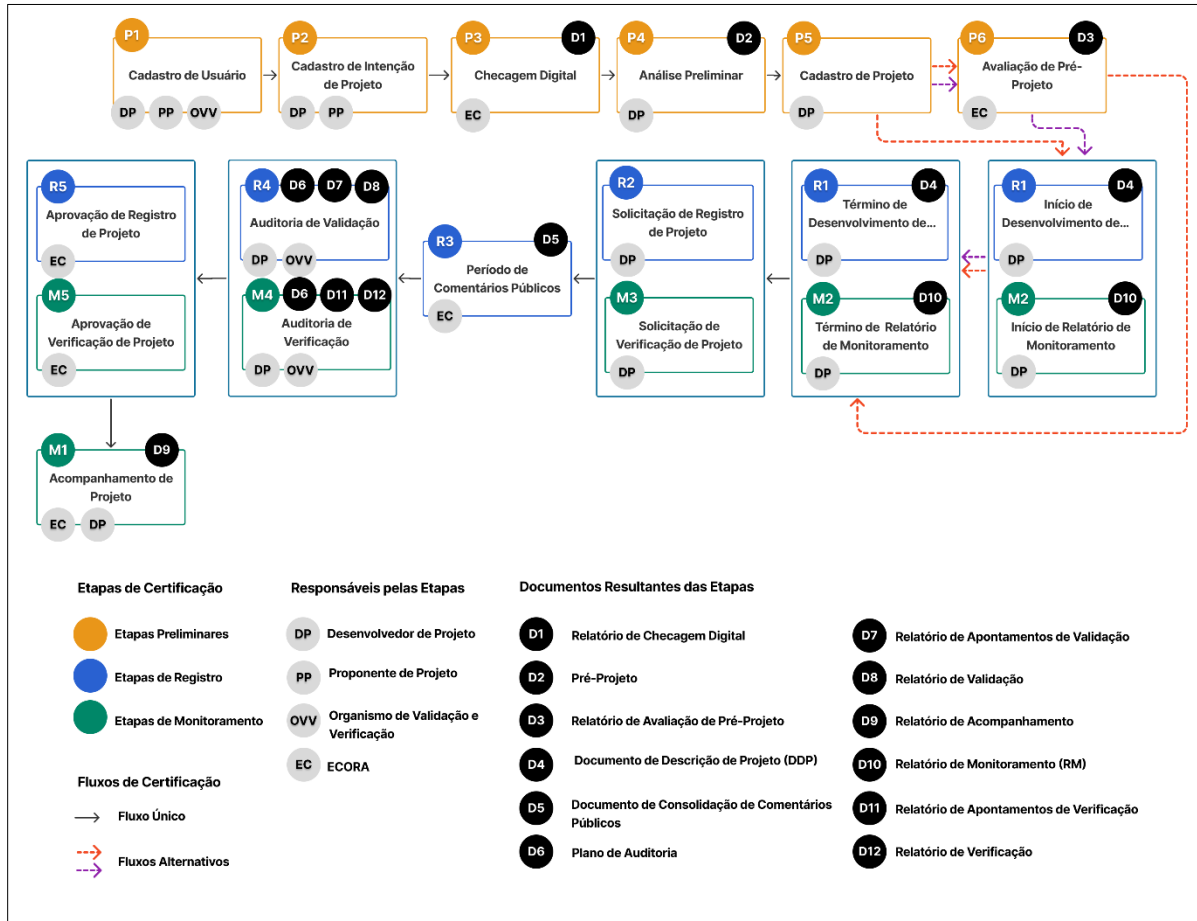 P1
Cadastro de Usuário
DP PP OVV
P2
Cadastro de Intenção
de Projeto
DP PP
P3 D1
Checagem Digital
EC
P4 D2
Análise Preliminar
DP
P5
Cadastro de Projeto
DP
P6 D3
Avaliação de Pré-
Projeto
EC
R5
Aprovação de Registro
de Projeto
EC
M5
Aprovação de
Verificação de Projeto
EC
R4 D6 D7 D8
Auditoria de Validação
DP OVV
M4 D6 D11 D12
Auditoria de
Verificação
DP OVV
R3 D5
Período de
Comentários Públicos
EC
R2
Solicitação de Registro
de Projeto
DP
M3
Solicitação de
Verificação de Projeto
DP
R1 D4
Término de
Desenvolvimento de...
DP
M2 D10
Término de Relatório
de Monitoramento
DP
R1 D4
Início de
Desenvolvimento de...
DP
M2 D10
Início de Relatório de
Monitoramento
DP
M1 D9
Acompanhamento de
Projeto
EC DP
Etapas de Certificação
Etapas Preliminares
Etapas de Registro
Etapas de Monitoramento
Fluxos de Certificação
Fluxo Único
Fluxos Alternativos
Responsáveis pelas Etapas
DP Desenvolvedor de Projeto
PP Proponente de Projeto
OVV Organismo de Validação e
Verificação
EC ECORA
Documentos Resultantes das Etapas
D1 Relatório de Checagem Digital
D2 Pré-Projeto
D3 Relatório de Avaliação de Pré-Projeto
D4 Documento de Descrição de Projeto (DDP)
D5 Documento de Consolidação de Comentários
Públicos
D6 Plano de Auditoria
D7 Relatório de Apontamentos de Validação
D8 Relatório de Validação
D9 Relatório de Acompanhamento
D10 Relatório de Monitoramento (RM)
D11 Relatório de Apontamentos de Verificação
D12 Relatório de Verificação